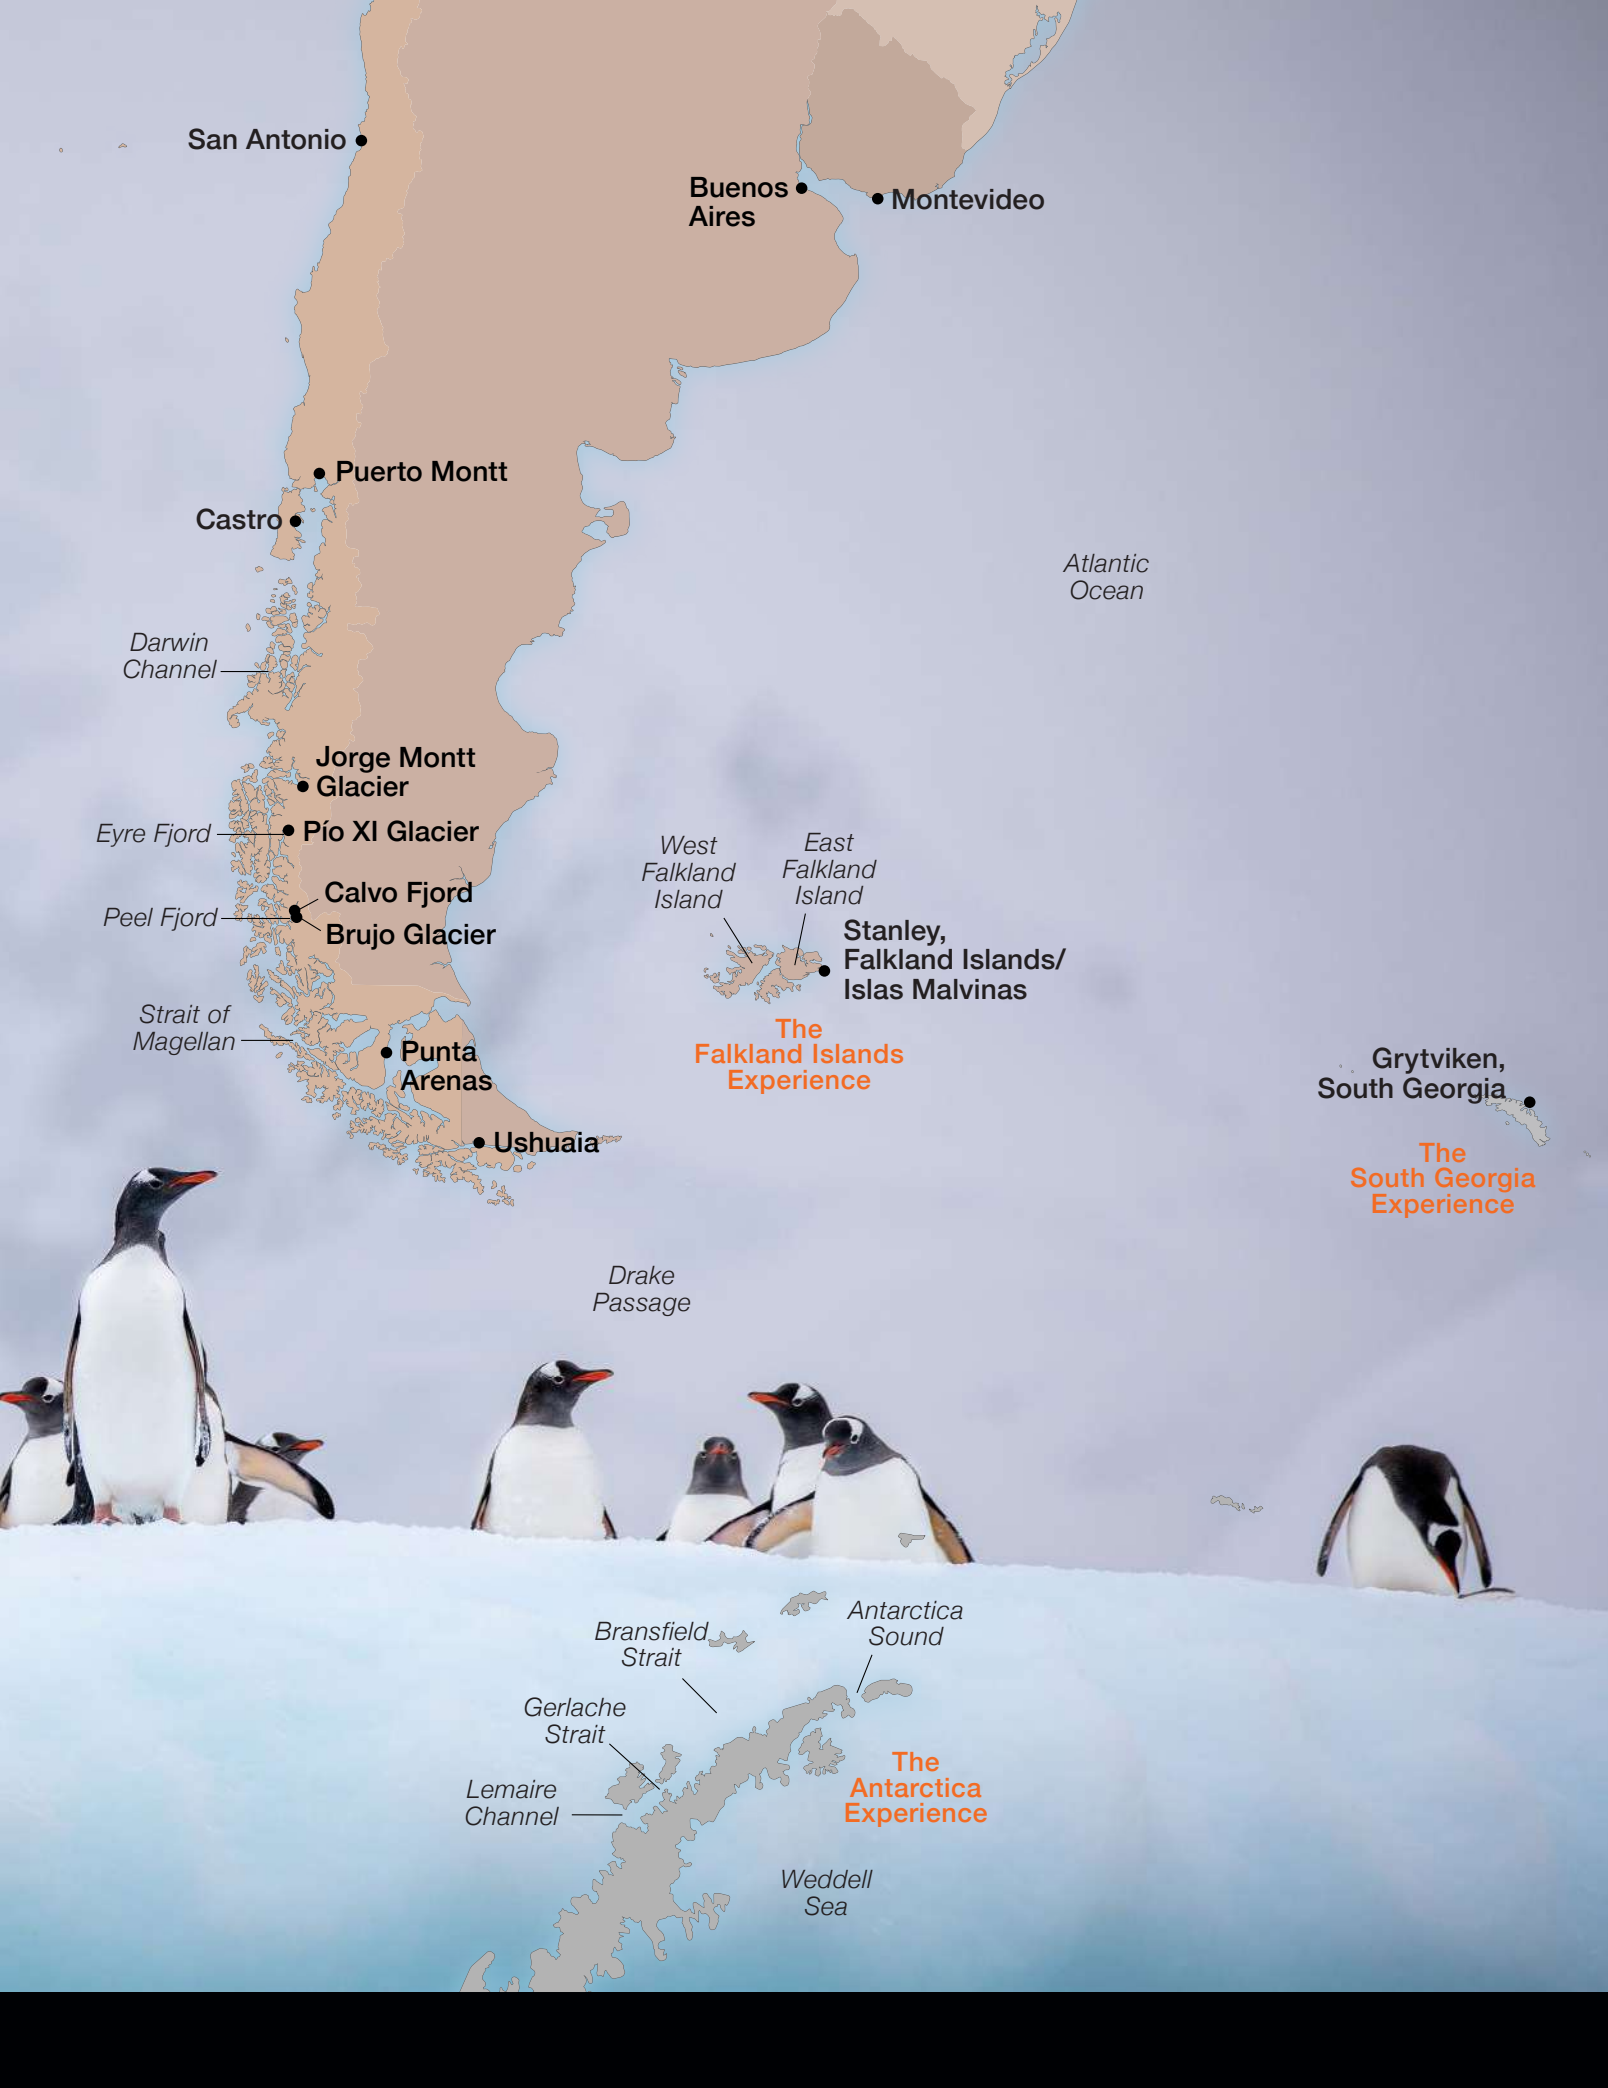 San Antonio
Buenos
Aires
Montevideo
Puerto Montt
Castro
Atlantic
Ocean
Darwin
Channel
Jorge Montt
Glacier
Eyre Fjord
Pío XI Glacier
West
Falkland
Island
East
Falkland
Island
Calvo Fjord
Peel Fjord
Brujo Glacier
Stanley,
Falkland Islands/
Islas Malvinas
Strait of
Magellan
The
Falkland Islands
Experience
Punta
Arenas
Grytviken,
South Georgia
Ushuaia
The
South Georgia
Experience
Drake
Passage
Bransfield
Strait
Antarctica
Sound
Gerlache
Strait
Lemaire
Channel
The
Antarctica
Experience
Weddell
Sea